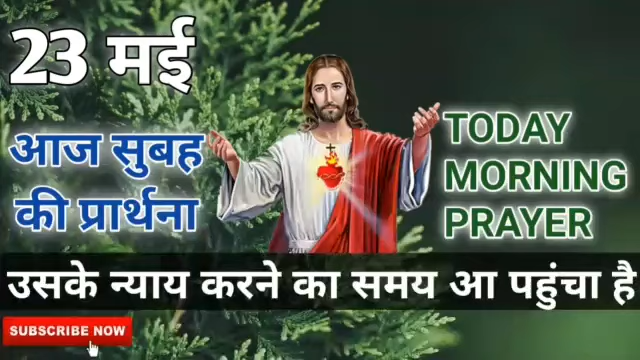 23 मई
आज सुबह
की प्रार्थना
TODAY
MORNING
PRAYER
उसके न्याय करने का समय आ पहुंचा है
SUBSCRIBE NOW